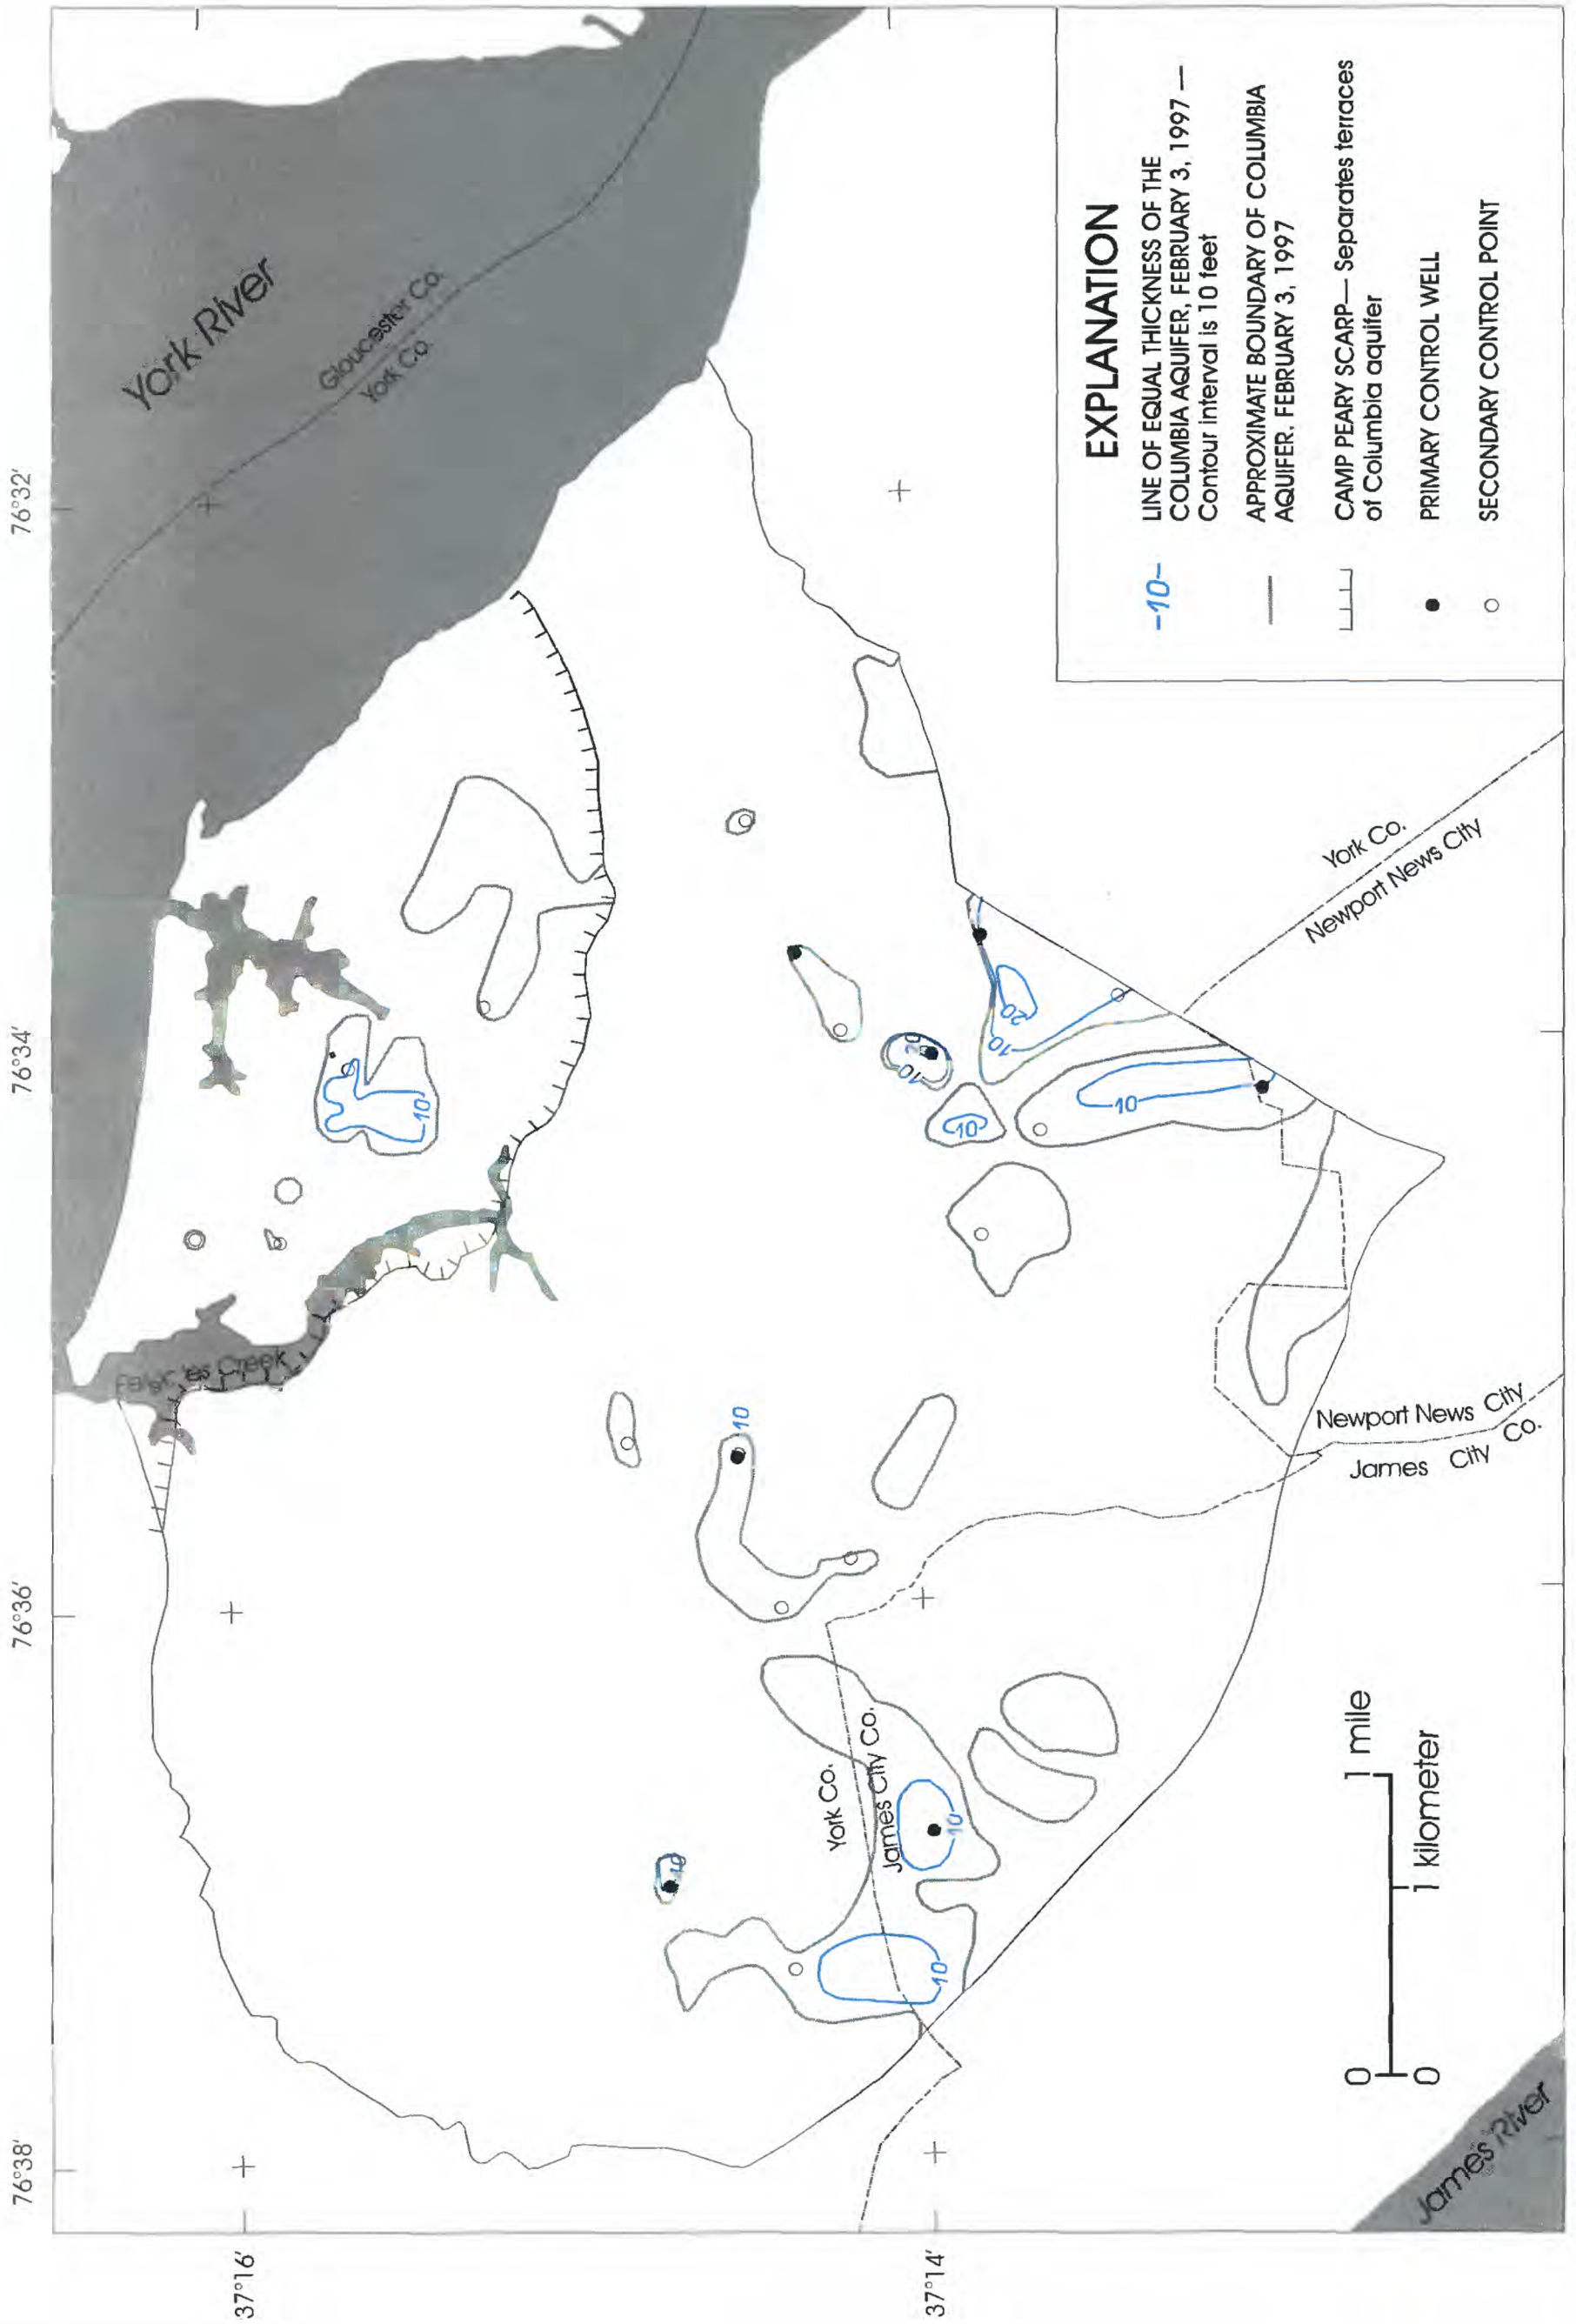 76°38′
76°36′
76°34′
76°32′
37°16′
37°14′
York River
Gloucester Co.
York Co.
Creek
10
10
10
20
10
20
10
10
10
10
10
York Co.
James City Co.
York Co.
Newport News City
Newport News City
James City Co.
James River
0
1 mile
0
1 kilometer
EXPLANATION
–10–
LINE OF EQUAL THICKNESS OF THE
COLUMBIA AQUIFER, FEBRUARY 3, 1997 —
Contour interval is 10 feet
APPROXIMATE BOUNDARY OF COLUMBIA
AQUIFER. FEBRUARY 3, 1997
CAMP PEARY SCARP— Separates terraces
of Columbia aquifer
PRIMARY CONTROL WELL
SECONDARY CONTROL POINT